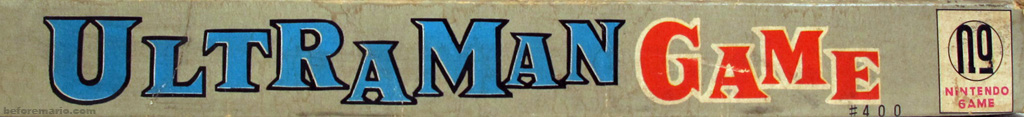 ULTRAMAN GAME
#400
ng
NINTENDO
GAME
beforemario.com